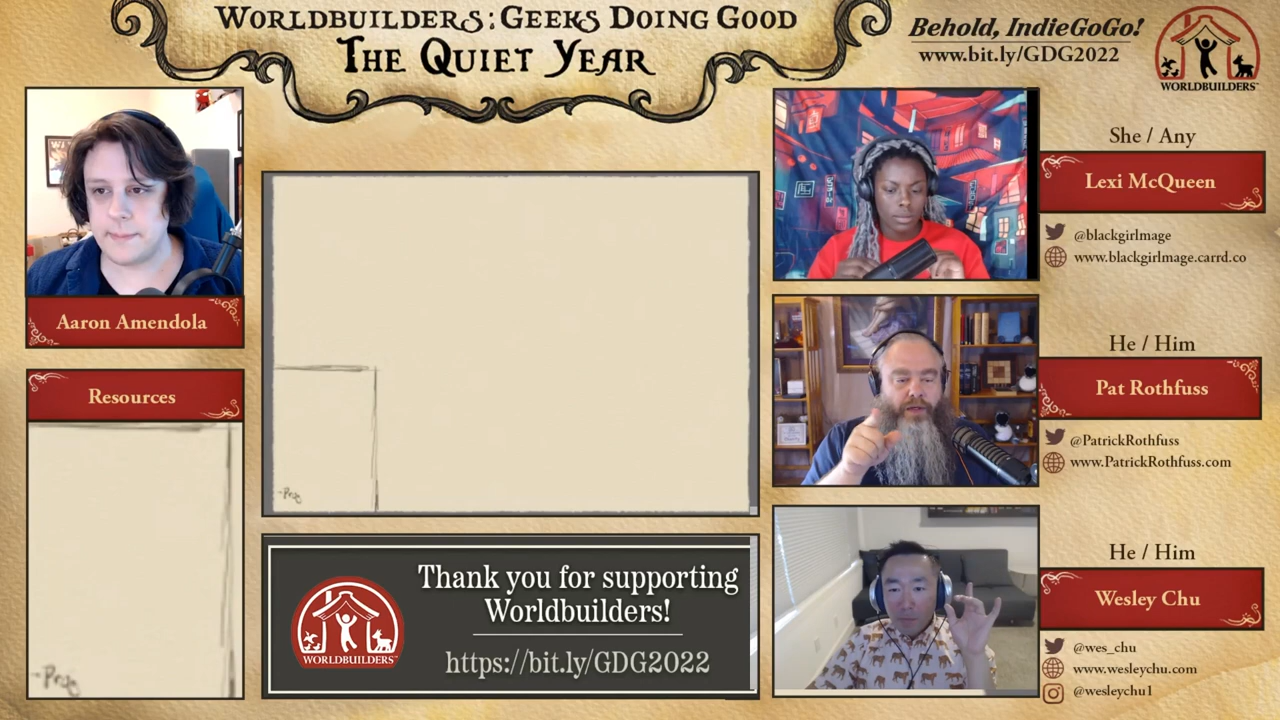 WORLDBUILDERS: GEEKS DOING GOOD
THE QUIET YEAR
Behold, IndieGoGo!
www.bit.ly/GDG2022
WORLDBUILDERS™
Aaron Amendola
Resources
She / Any
Lexi McQueen
@blackgirlmage
www.blackgirlmage.carrd.co
He / Him
Pat Rothfuss
@PatrickRothfuss
www.PatrickRothfuss.com
He / Him
Wesley Chu
@wes_chu
www.wesleychu.com
@wesleychu1
Thank you for supporting
Worldbuilders!
https://bit.ly/GDG2022
WORLDBUILDERS™